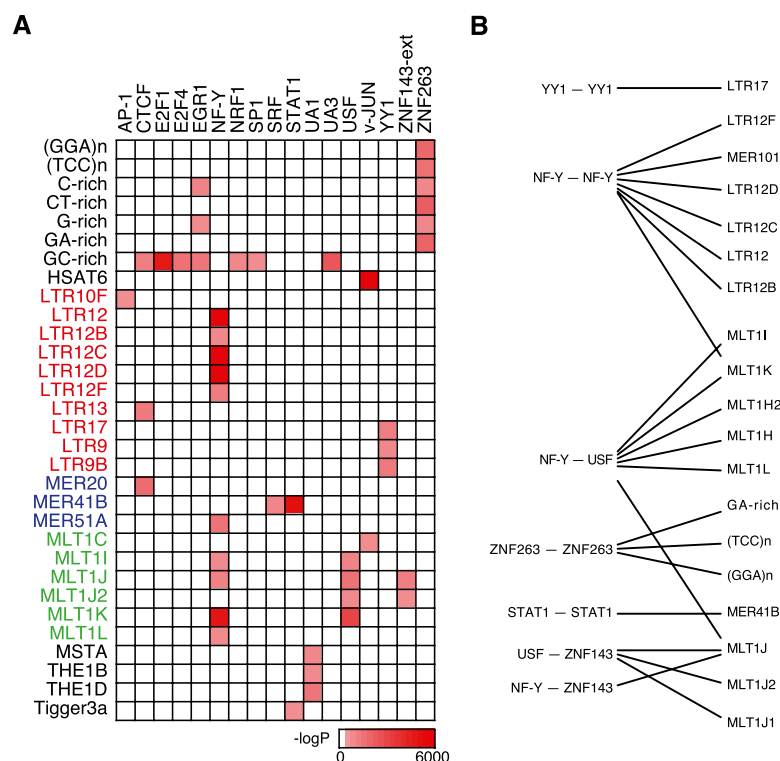 A
AP-1
CTCF
E2F1
E2F4
EGR1
NF-Y
NRF1
SP1
SRF
STAT1
UA1
UA3
USF
v-JUN
YY1
ZNF143-ext
ZNF263
(GGA)n
(TCC)n
C-rich
CT-rich
G-rich
GA-rich
GC-rich
HSAT6
LTR10F
LTR12
LTR12B
LTR12C
LTR12D
LTR12F
LTR13
LTR17
LTR9
LTR9B
MER20
MER41B
MER51A
MLT1C
MLT1I
MLT1J
MLT1J2
MLT1K
MLT1L
MSTA
THE1B
THE1D
Tigger3a
-logP
0 6000
B
YY1 — YY1
NF-Y — NF-Y
NF-Y — USF
ZNF263 — ZNF263
STAT1 — STAT1
USF — ZNF143
NF-Y — ZNF143
LTR17
LTR12F
MER101
LTR12D
LTR12C
LTR12
LTR12B
MLT1I
MLT1K
MLT1H2
MLT1H
MLT1L
GA-rich
(TCC)n
(GGA)n
MER41B
MLT1J
MLT1J2
MLT1J1